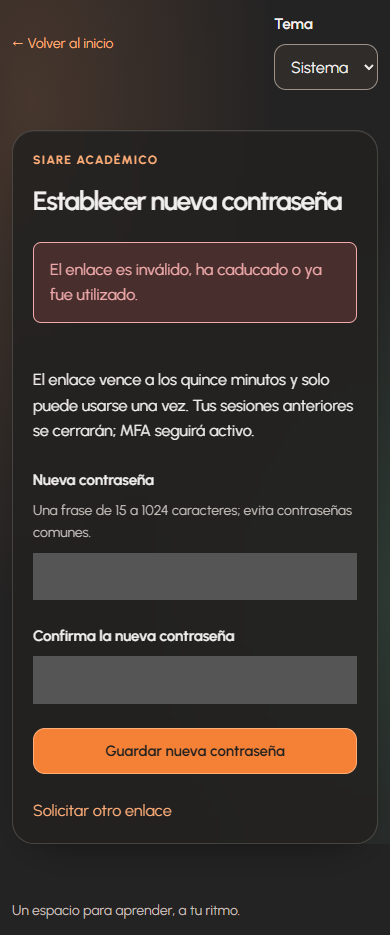 ← Volver al inicio
Tema
Sistema
SIARE ACADÉMICO
Establecer nueva contraseña
El enlace es inválido, ha caducado o ya
fue utilizado.
El enlace vence a los quince minutos y solo
puede usarse una vez. Tus sesiones anteriores
se cerrarán; MFA seguirá activo.
Nueva contraseña
Una frase de 15 a 1024 caracteres; evita contraseñas
comunes.
Confirma la nueva contraseña
Guardar nueva contraseña
Solicitar otro enlace
Un espacio para aprender, a tu ritmo.